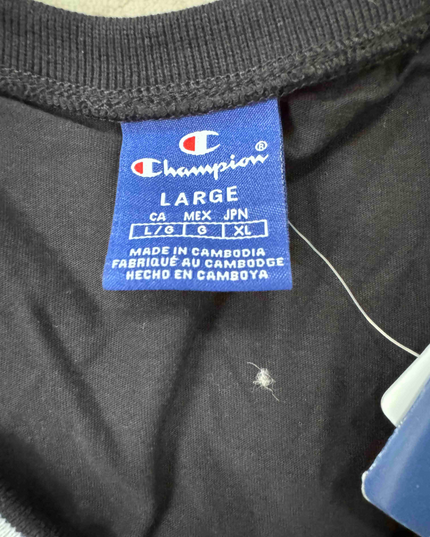 Champion®
LARGE
CA MEX JPN
L/G G XL
MADE IN CAMBODIA
FABRIQUÉ AU CAMBODGE
HECHO EN CAMBOYA